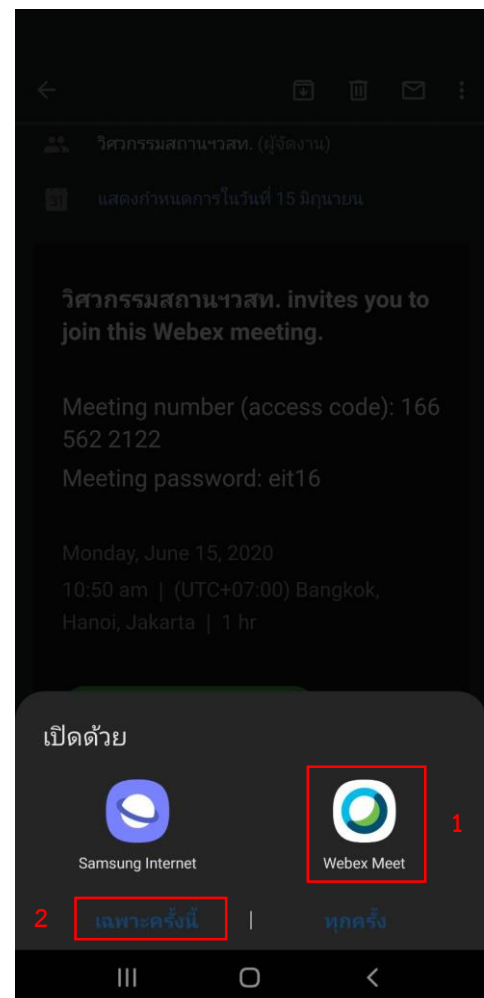 วิศวกรรมสถานฯวสท. (ผู้จัดงาน)
31 แสดงกำหนดการในวันที่ 15 มิถุนายน
วิศวกรรมสถานฯวสท. invites you to
join this Webex meeting.
Meeting number (access code): 166
562 2122
Meeting password: eit16
Monday, June 15, 2020
10:50 am | (UTC+07:00) Bangkok,
Hanoi, Jakarta | 1 hr
เปิดด้วย
Samsung Internet Webex Meet 1
2 เฉพาะครั้งนี้ | ทุกครั้ง